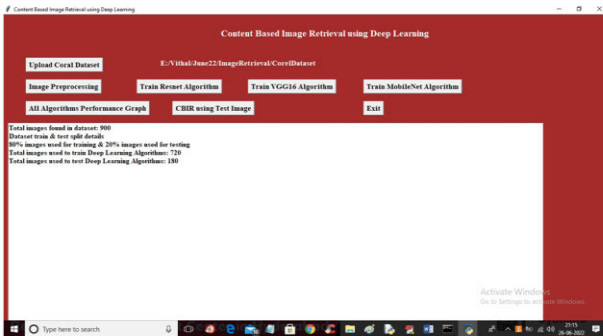 Content Based Image Retrieval using Deep Learning
Content Based Image Retrieval using Deep Learning
Upload Coral Dataset
E:/Vithal/June22/ImageRetrieval/CorelDataset
Image Preprocessing
Train Resnet Algorithm
Train VGG16 Algorithm
Train MobileNet Algorithm
All Algorithms Performance Graph
CBIR using Test Image
Exit
Total images found in dataset: 900
Dataset train & test split details
80% images used for training & 20% images used for testing
Total images used to train Deep Learning Algorithms: 720
Total images used to test Deep Learning Algorithms: 180
Activate Windows
Go to Settings to activate Windows.
Type here to search
21:15
26-06-2022